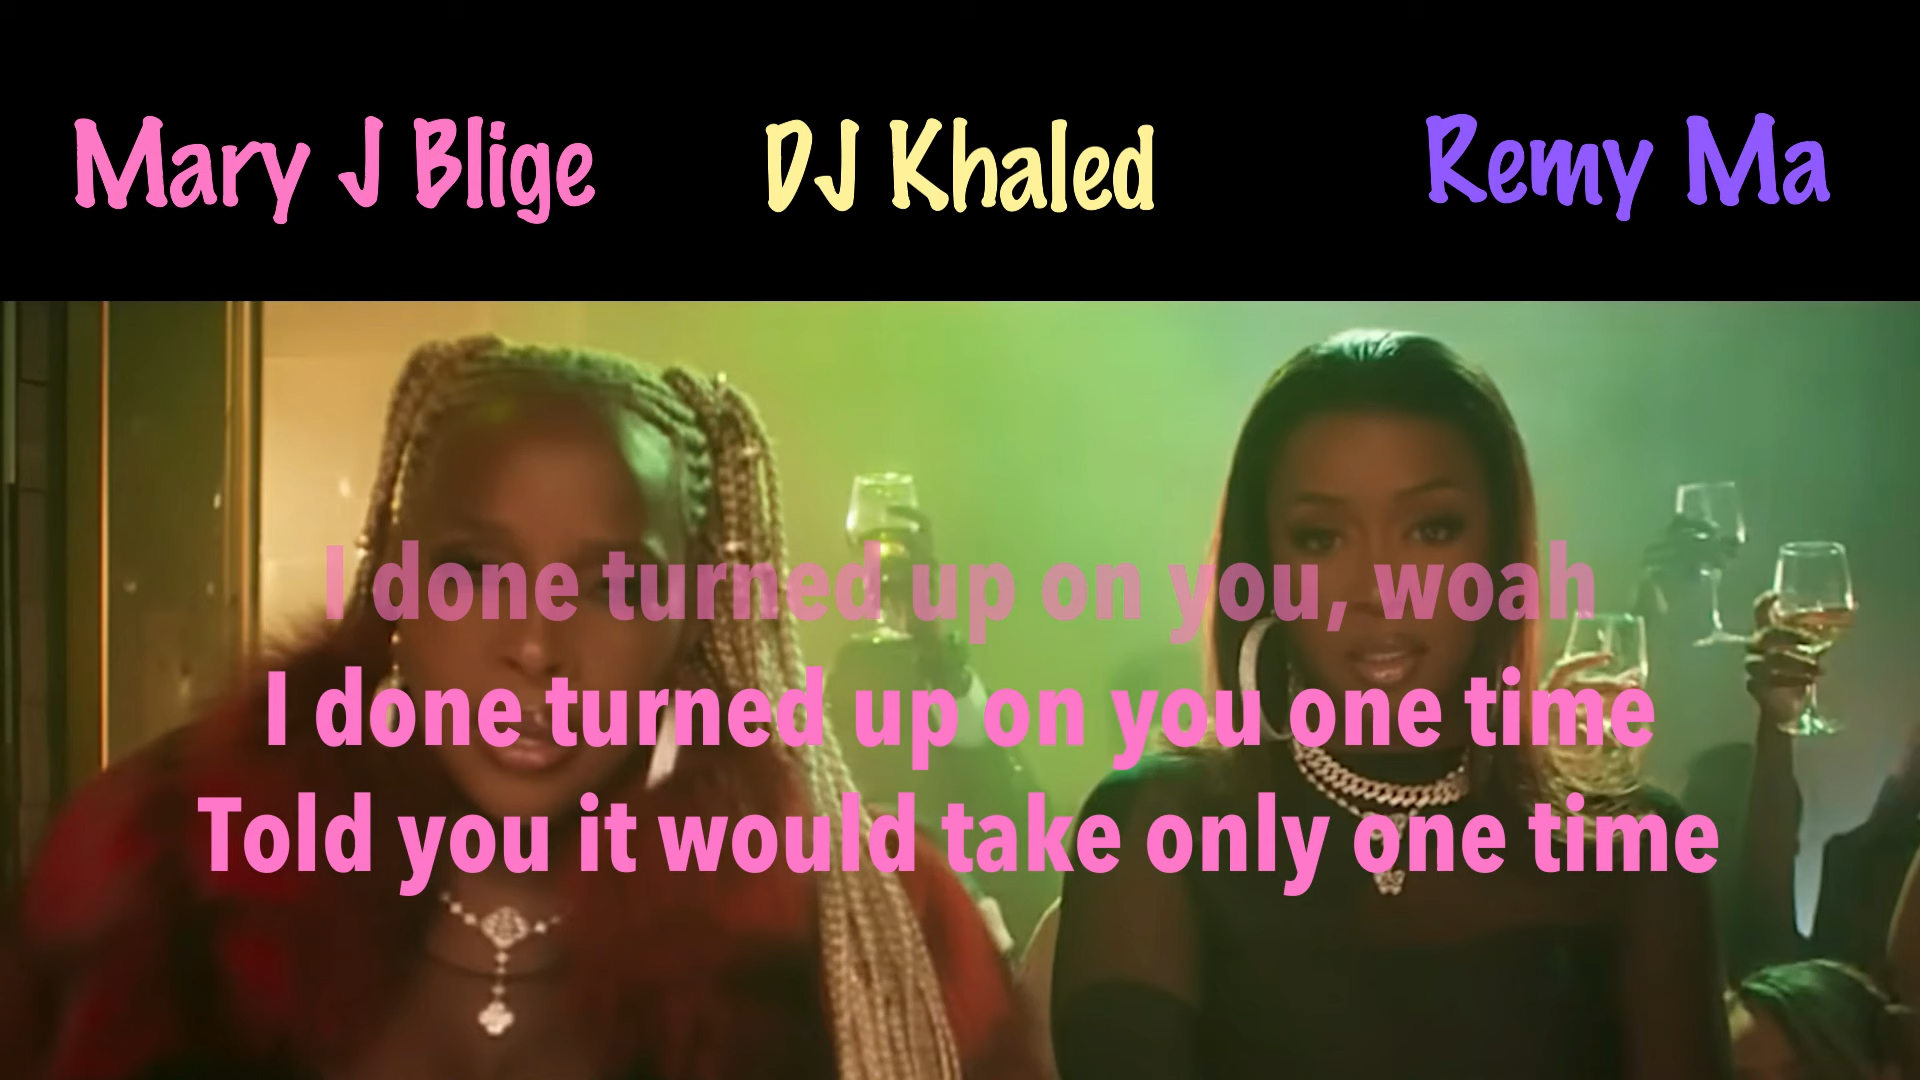 Mary J Blige DJ Khaled Remy Ma
I done turned up on you, woah
I done turned up on you one time
Told you it would take only one time